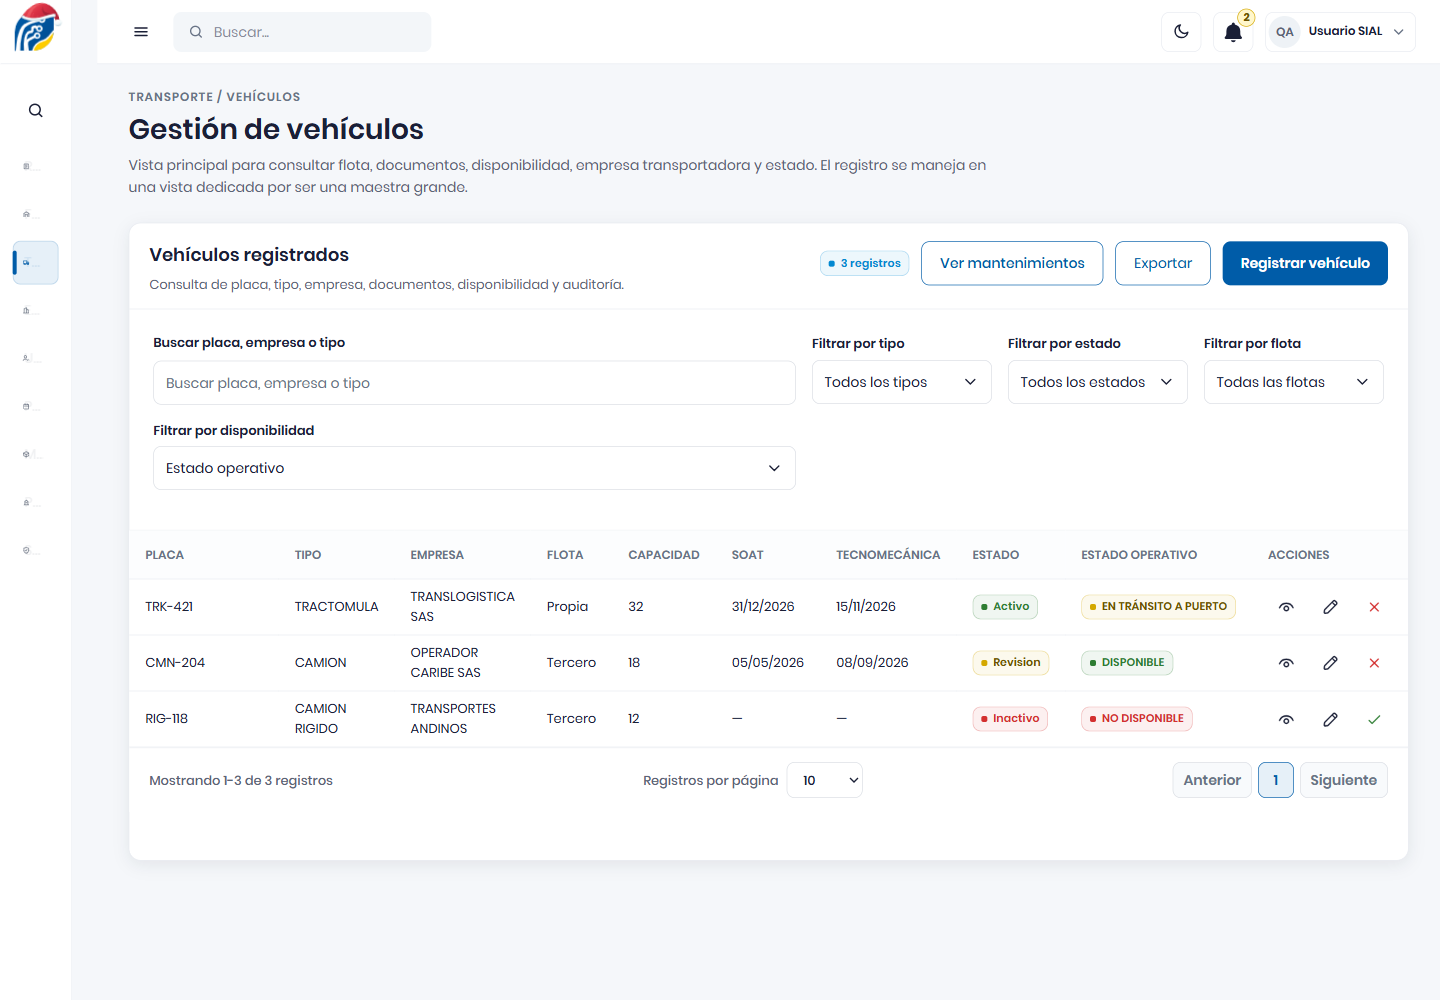 Buscar...
2
QA
Usuario SIAL
TRANSPORTE / VEHÍCULOS
Gestión de vehículos
Vista principal para consultar flota, documentos, disponibilidad, empresa transportadora y estado. El registro se maneja en
una vista dedicada por ser una maestra grande.
Vehículos registrados
Consulta de placa, tipo, empresa, documentos, disponibilidad y auditoría.
3 registros
Ver mantenimientos
Exportar
Registrar vehículo
Buscar placa, empresa o tipo
Buscar placa, empresa o tipo
Filtrar por tipo
Todos los tipos
Filtrar por estado
Todos los estados
Filtrar por flota
Todas las flotas
Filtrar por disponibilidad
Estado operativo
PLACA TIPO EMPRESA FLOTA CAPACIDAD SOAT TECNOMECÁNICA ESTADO ESTADO OPERATIVO ACCIONES
TRK-421 TRACTOMULA TRANSLOGISTICA SAS Propia 32 31/12/2026 15/11/2026 Activo EN TRÁNSITO A PUERTO
CMN-204 CAMION OPERADOR CARIBE SAS Tercero 18 05/05/2026 08/09/2026 Revision DISPONIBLE
RIG-118 CAMION RIGIDO TRANSPORTES ANDINOS Tercero 12 — — Inactivo NO DISPONIBLE
Mostrando 1-3 de 3 registros
Registros por página 10
Anterior 1 Siguiente